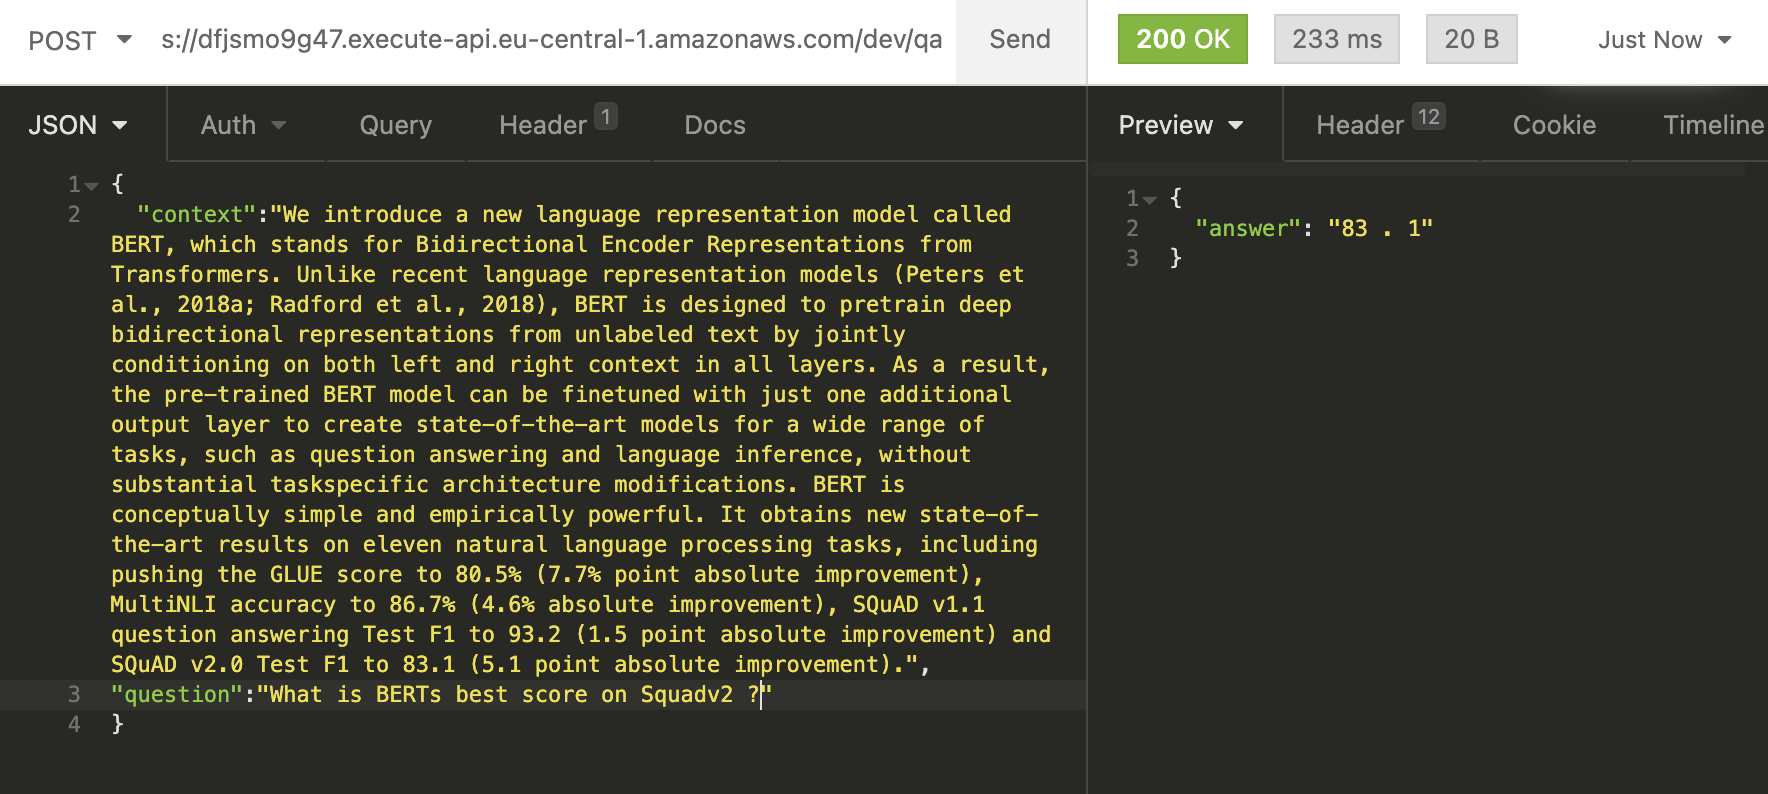 POST s://dfjsmo9g47.execute-api.eu-central-1.amazonaws.com/dev/qa Send 200 OK 233 ms 20 B Just Now
JSON Auth Query Header 1 Docs Preview Header 12 Cookie Timeline
1 {
2 "context":"We introduce a new language representation model called
BERT, which stands for Bidirectional Encoder Representations from
Transformers. Unlike recent language representation models (Peters et
al., 2018a; Radford et al., 2018), BERT is designed to pretrain deep
bidirectional representations from unlabeled text by jointly
conditioning on both left and right context in all layers. As a result,
the pre-trained BERT model can be finetuned with just one additional
output layer to create state-of-the-art models for a wide range of
tasks, such as question answering and language inference, without
substantial taskspecific architecture modifications. BERT is
conceptually simple and empirically powerful. It obtains new state-of-
the-art results on eleven natural language processing tasks, including
pushing the GLUE score to 80.5% (7.7% point absolute improvement),
MultiNLI accuracy to 86.7% (4.6% absolute improvement), SQuAD v1.1
question answering Test F1 to 93.2 (1.5 point absolute improvement) and
SQuAD v2.0 Test F1 to 83.1 (5.1 point absolute improvement).",
3 "question":"What is BERTs best score on Squadv2 ?"
4 }
1 {
2 "answer": "83 . 1"
3 }